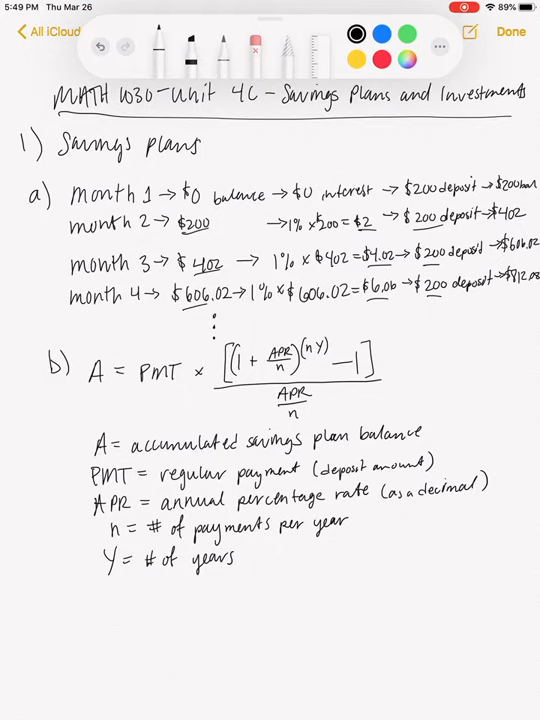 5:49 PM Thu Mar 26
89%
All iCloud
Done
MATH 1030 - Unit 4C - Savings Plans and Investments
1) Savings Plans
a) month 1 → $0 balance → $0 interest → $200 deposit → $200 bal
month 2 → $200 → 1% × $200 = $2 → $200 deposit → $402
month 3 → $402 → 1% × $402 = $4.02 → $200 deposit → $606.02
month 4 → $606.02 → 1% × $606.02 = $6.06 → $200 deposit → $812.08
⋮
b) A = PMT × [(1 + APR/n)^(nY) − 1] / (APR/n)
A = accumulated savings plan balance
PMT = regular payment (deposit amount)
APR = annual percentage rate (as a decimal)
n = # of payments per year
Y = # of years